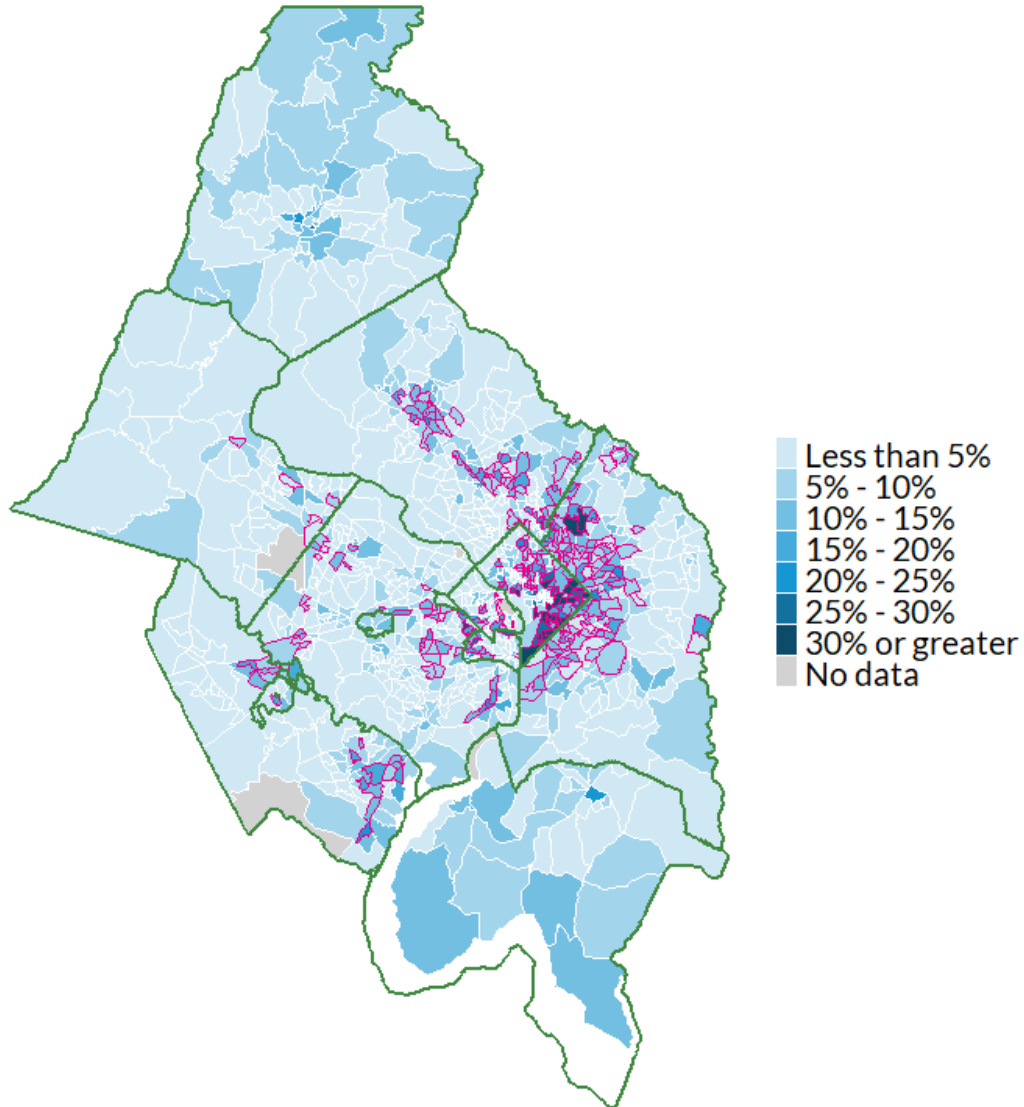 Less than 5%
5% - 10%
10% - 15%
15% - 20%
20% - 25%
25% - 30%
30% or greater
No data